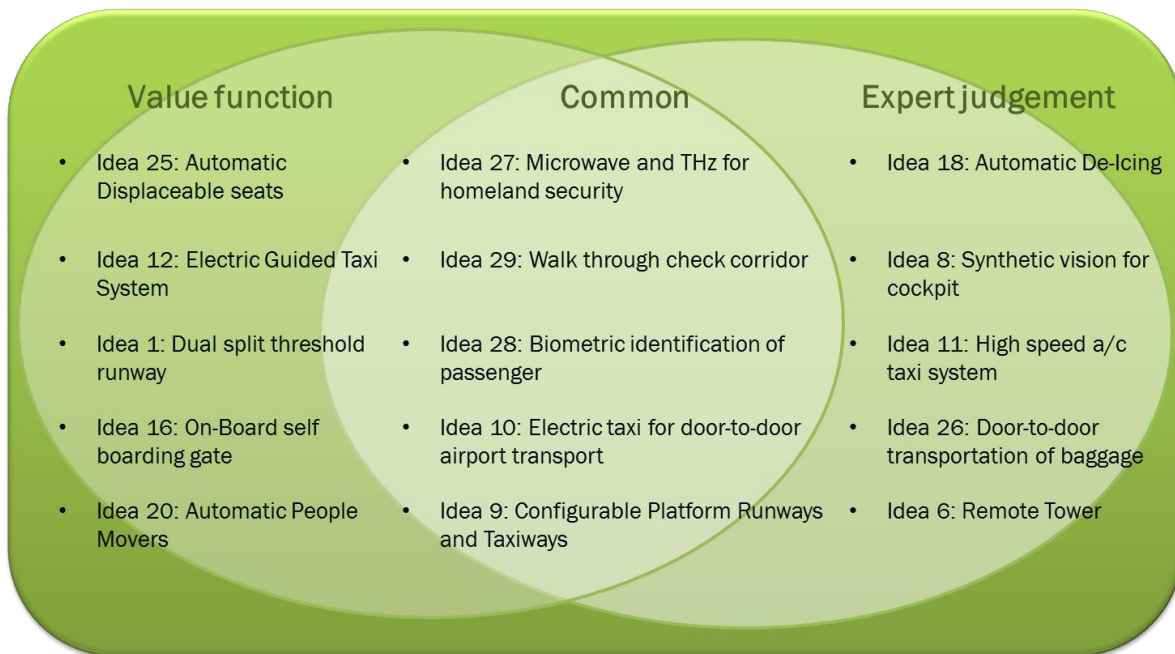 Value function
• Idea 25: Automatic
Displaceable seats
• Idea 12: Electric Guided Taxi
System
• Idea 1: Dual split threshold
runway
• Idea 16: On-Board self
boarding gate
• Idea 20: Automatic People
Movers
Common
• Idea 27: Microwave and THz for
homeland security
• Idea 29: Walk through check corridor
• Idea 28: Biometric identification of
passenger
• Idea 10: Electric taxi for door-to-door
airport transport
• Idea 9: Configurable Platform Runways
and Taxiways
Expert judgement
• Idea 18: Automatic De-Icing
• Idea 8: Synthetic vision for
cockpit
• Idea 11: High speed a/c
taxi system
• Idea 26: Door-to-door
transportation of baggage
• Idea 6: Remote Tower